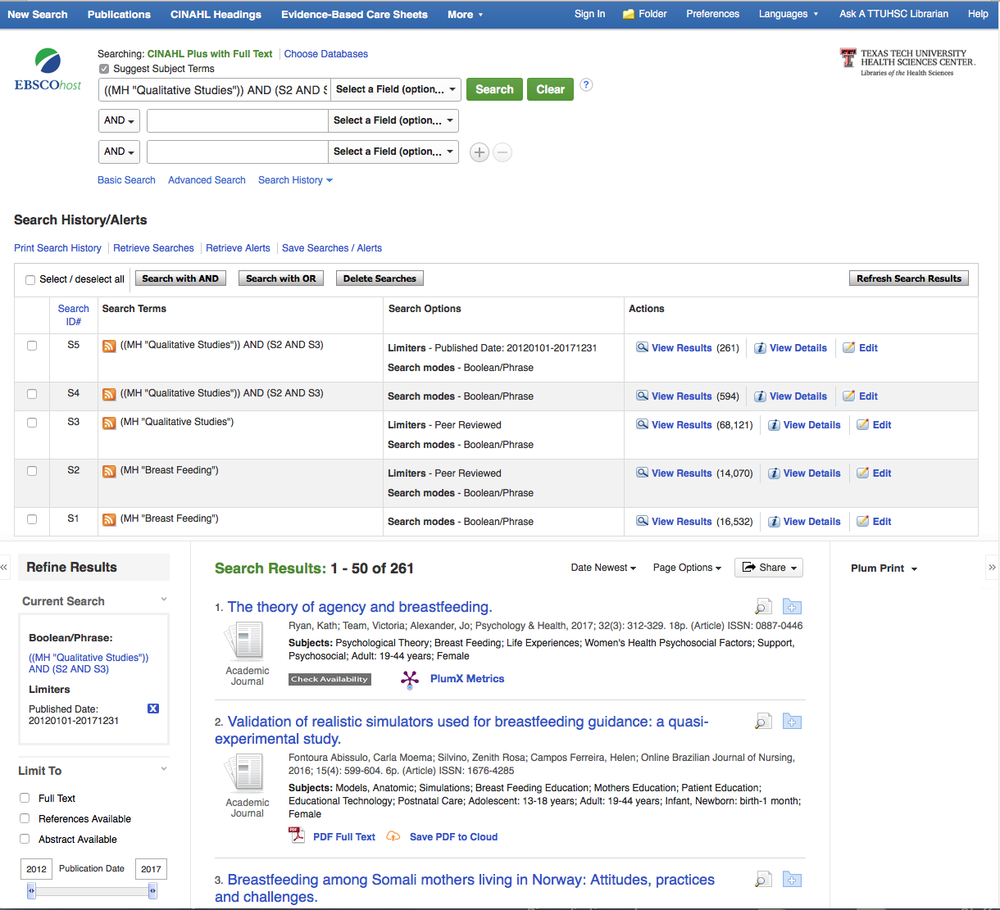 New Search Publications CINAHL Headings Evidence-Based Care Sheets More Sign In Folder Preferences Languages Ask A TTUHSC Librarian Help
EBSCOhost
Searching: CINAHL Plus with Full Text Choose Databases
Suggest Subject Terms
((MH "Qualitative Studies")) AND (S2 AND S Select a Field (option... Search Clear ?
AND Select a Field (option...
AND Select a Field (option...
Basic Search Advanced Search Search History
TEXAS TECH UNIVERSITY
HEALTH SCIENCES CENTER.
Libraries of the Health Sciences
Search History/Alerts
Print Search History Retrieve Searches Retrieve Alerts Save Searches / Alerts
Select / deselect all Search with AND Search with OR Delete Searches Refresh Search Results
Search ID# Search Terms Search Options Actions
S5 ((MH "Qualitative Studies")) AND (S2 AND S3) Limiters - Published Date: 20120101-20171231 View Results (261) View Details Edit
Search modes - Boolean/Phrase
S4 ((MH "Qualitative Studies")) AND (S2 AND S3) Search modes - Boolean/Phrase View Results (594) View Details Edit
S3 (MH "Qualitative Studies") Limiters - Peer Reviewed View Results (68,121) View Details Edit
Search modes - Boolean/Phrase
S2 (MH "Breast Feeding") Limiters - Peer Reviewed View Results (14,070) View Details Edit
Search modes - Boolean/Phrase
S1 (MH "Breast Feeding") Search modes - Boolean/Phrase View Results (16,532) View Details Edit
Refine Results
Current Search
Boolean/Phrase:
((MH "Qualitative Studies"))
AND (S2 AND S3)
Limiters
Published Date:
20120101-20171231
Limit To
Full Text
References Available
Abstract Available
2012 Publication Date 2017
Search Results: 1 - 50 of 261 Date Newest Page Options Share
1. The theory of agency and breastfeeding.
Ryan, Kath; Team, Victoria; Alexander, Jo; Psychology & Health, 2017; 32(3): 312-329. 18p. (Article) ISSN: 0887-0446
Subjects: Psychological Theory; Breast Feeding; Life Experiences; Women's Health Psychosocial Factors; Support,
Psychosocial; Adult: 19-44 years; Female
Academic
Journal
Check Availability PlumX Metrics
2. Validation of realistic simulators used for breastfeeding guidance: a quasi-
experimental study.
Fontoura Abissulo, Carla Moema; Silvino, Zenith Rosa; Campos Ferreira, Helen; Online Brazilian Journal of Nursing,
2016; 15(4): 599-604. 6p. (Article) ISSN: 1676-4285
Subjects: Models, Anatomic; Simulations; Breast Feeding Education; Mothers Education; Patient Education;
Educational Technology; Postnatal Care; Adolescent: 13-18 years; Adult: 19-44 years; Infant, Newborn: birth-1 month;
Female
Academic
Journal
PDF Full Text Save PDF to Cloud
3. Breastfeeding among Somali mothers living in Norway: Attitudes, practices
and challenges.
Plum Print